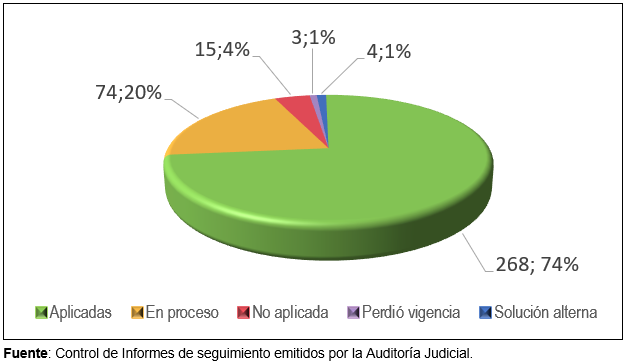 3;1%
15;4%
4;1%
74;20%
268; 74%
Aplicadas En proceso No aplicada Perdió vigencia Solución alterna
Fuente: Control de Informes de seguimiento emitidos por la Auditoría Judicial.